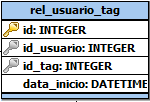 rel_usuario_tag
id: INTEGER
id_usuario: INTEGER
id_tag: INTEGER
data_inicio: DATETIME